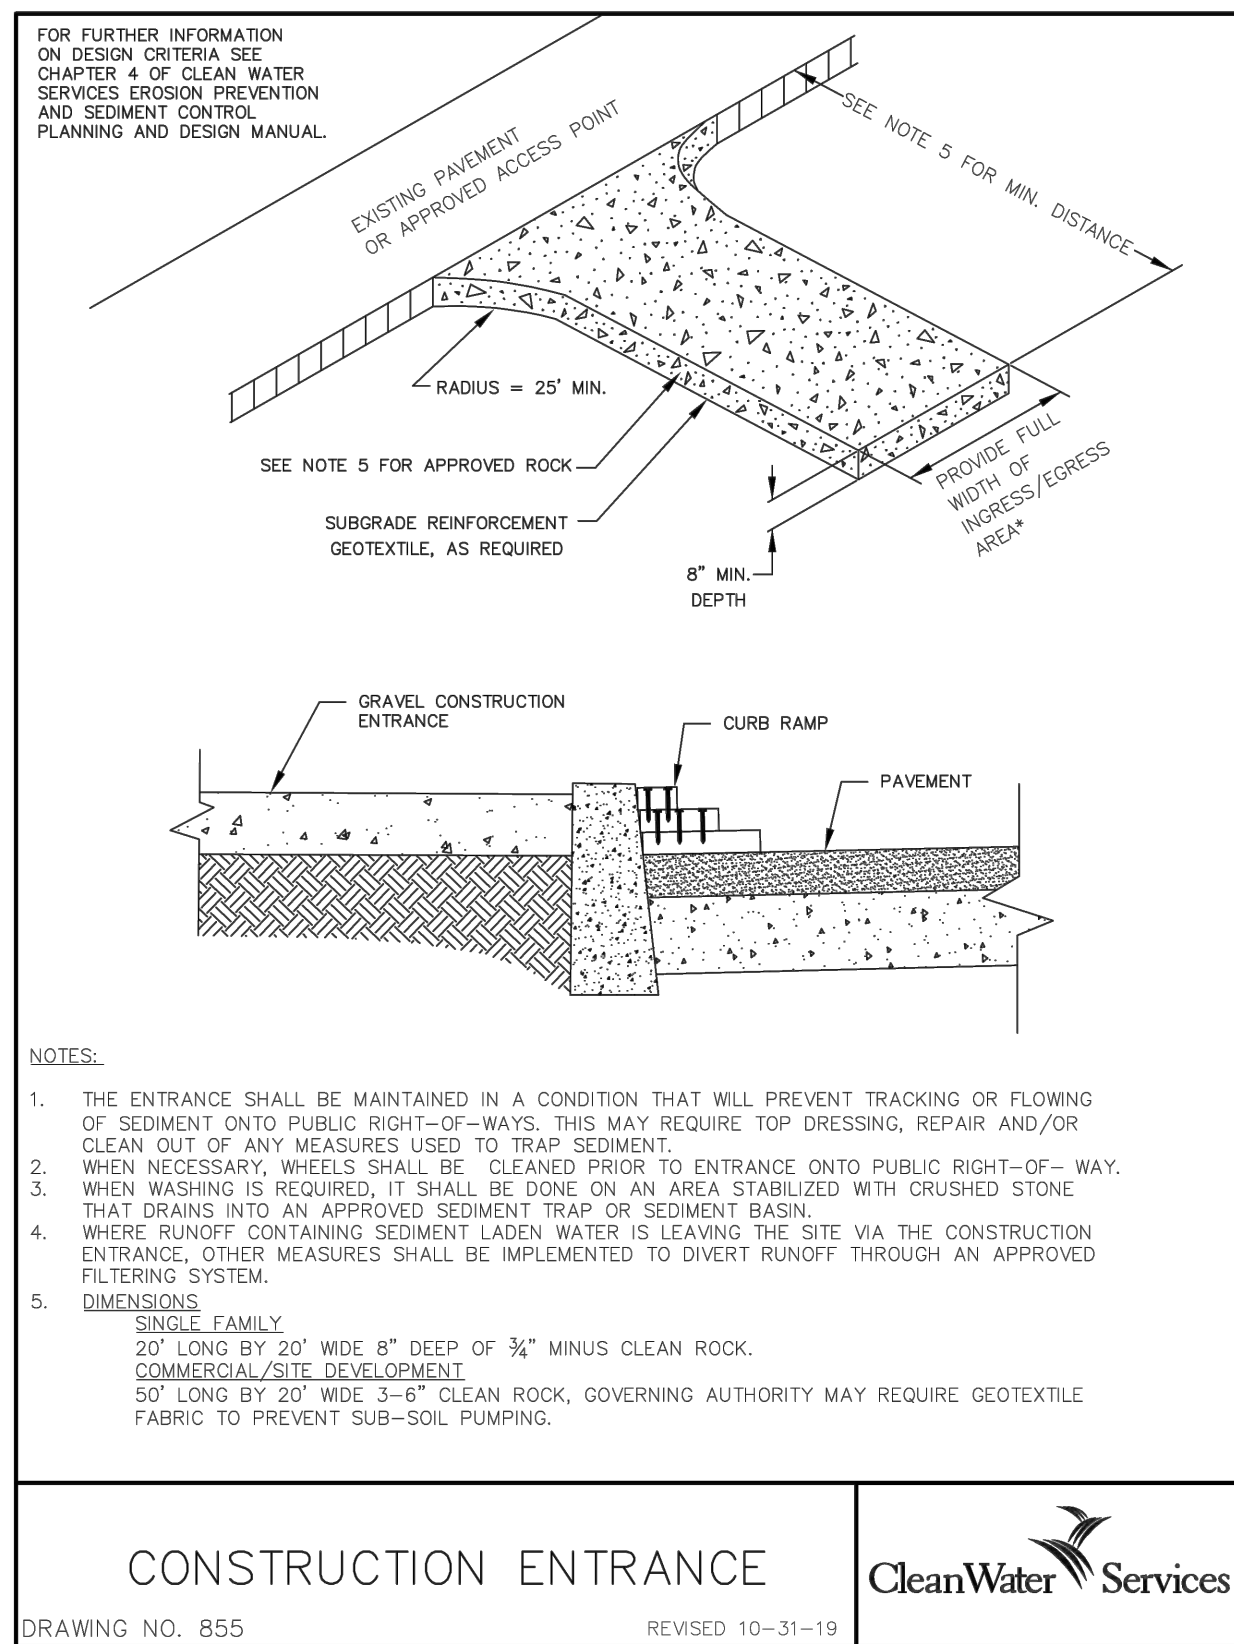 FOR FURTHER INFORMATION
ON DESIGN CRITERIA SEE
CHAPTER 4 OF CLEAN WATER
SERVICES EROSION PREVENTION
AND SEDIMENT CONTROL
PLANNING AND DESIGN MANUAL.
EXISTING PAVEMENT
OR APPROVED ACCESS POINT
SEE NOTE 5 FOR MIN. DISTANCE
RADIUS = 25' MIN.
SEE NOTE 5 FOR APPROVED ROCK
SUBGRADE REINFORCEMENT
GEOTEXTILE, AS REQUIRED
PROVIDE FULL
WIDTH OF
INGRESS/EGRESS
AREA*
8" MIN.
DEPTH
GRAVEL CONSTRUCTION
ENTRANCE
CURB RAMP
PAVEMENT
NOTES:
1. THE ENTRANCE SHALL BE MAINTAINED IN A CONDITION THAT WILL PREVENT TRACKING OR FLOWING
OF SEDIMENT ONTO PUBLIC RIGHT-OF-WAYS. THIS MAY REQUIRE TOP DRESSING, REPAIR AND/OR
CLEAN OUT OF ANY MEASURES USED TO TRAP SEDIMENT.
2. WHEN NECESSARY, WHEELS SHALL BE CLEANED PRIOR TO ENTRANCE ONTO PUBLIC RIGHT-OF- WAY.
3. WHEN WASHING IS REQUIRED, IT SHALL BE DONE ON AN AREA STABILIZED WITH CRUSHED STONE
THAT DRAINS INTO AN APPROVED SEDIMENT TRAP OR SEDIMENT BASIN.
4. WHERE RUNOFF CONTAINING SEDIMENT LADEN WATER IS LEAVING THE SITE VIA THE CONSTRUCTION
ENTRANCE, OTHER MEASURES SHALL BE IMPLEMENTED TO DIVERT RUNOFF THROUGH AN APPROVED
FILTERING SYSTEM.
5. DIMENSIONS
SINGLE FAMILY
20' LONG BY 20' WIDE 8" DEEP OF ¾" MINUS CLEAN ROCK.
COMMERCIAL/SITE DEVELOPMENT
50' LONG BY 20' WIDE 3-6" CLEAN ROCK, GOVERNING AUTHORITY MAY REQUIRE GEOTEXTILE
FABRIC TO PREVENT SUB-SOIL PUMPING.
CONSTRUCTION ENTRANCE
DRAWING NO. 855
REVISED 10-31-19
CleanWater Services